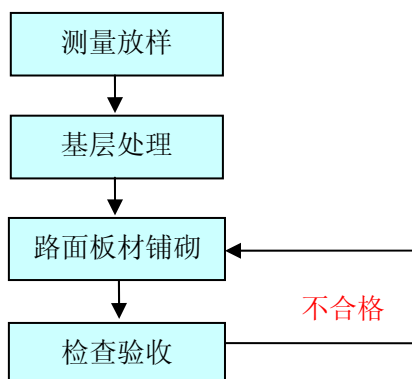 测量放样
基层处理
路面板材铺砌
不合格
检查验收